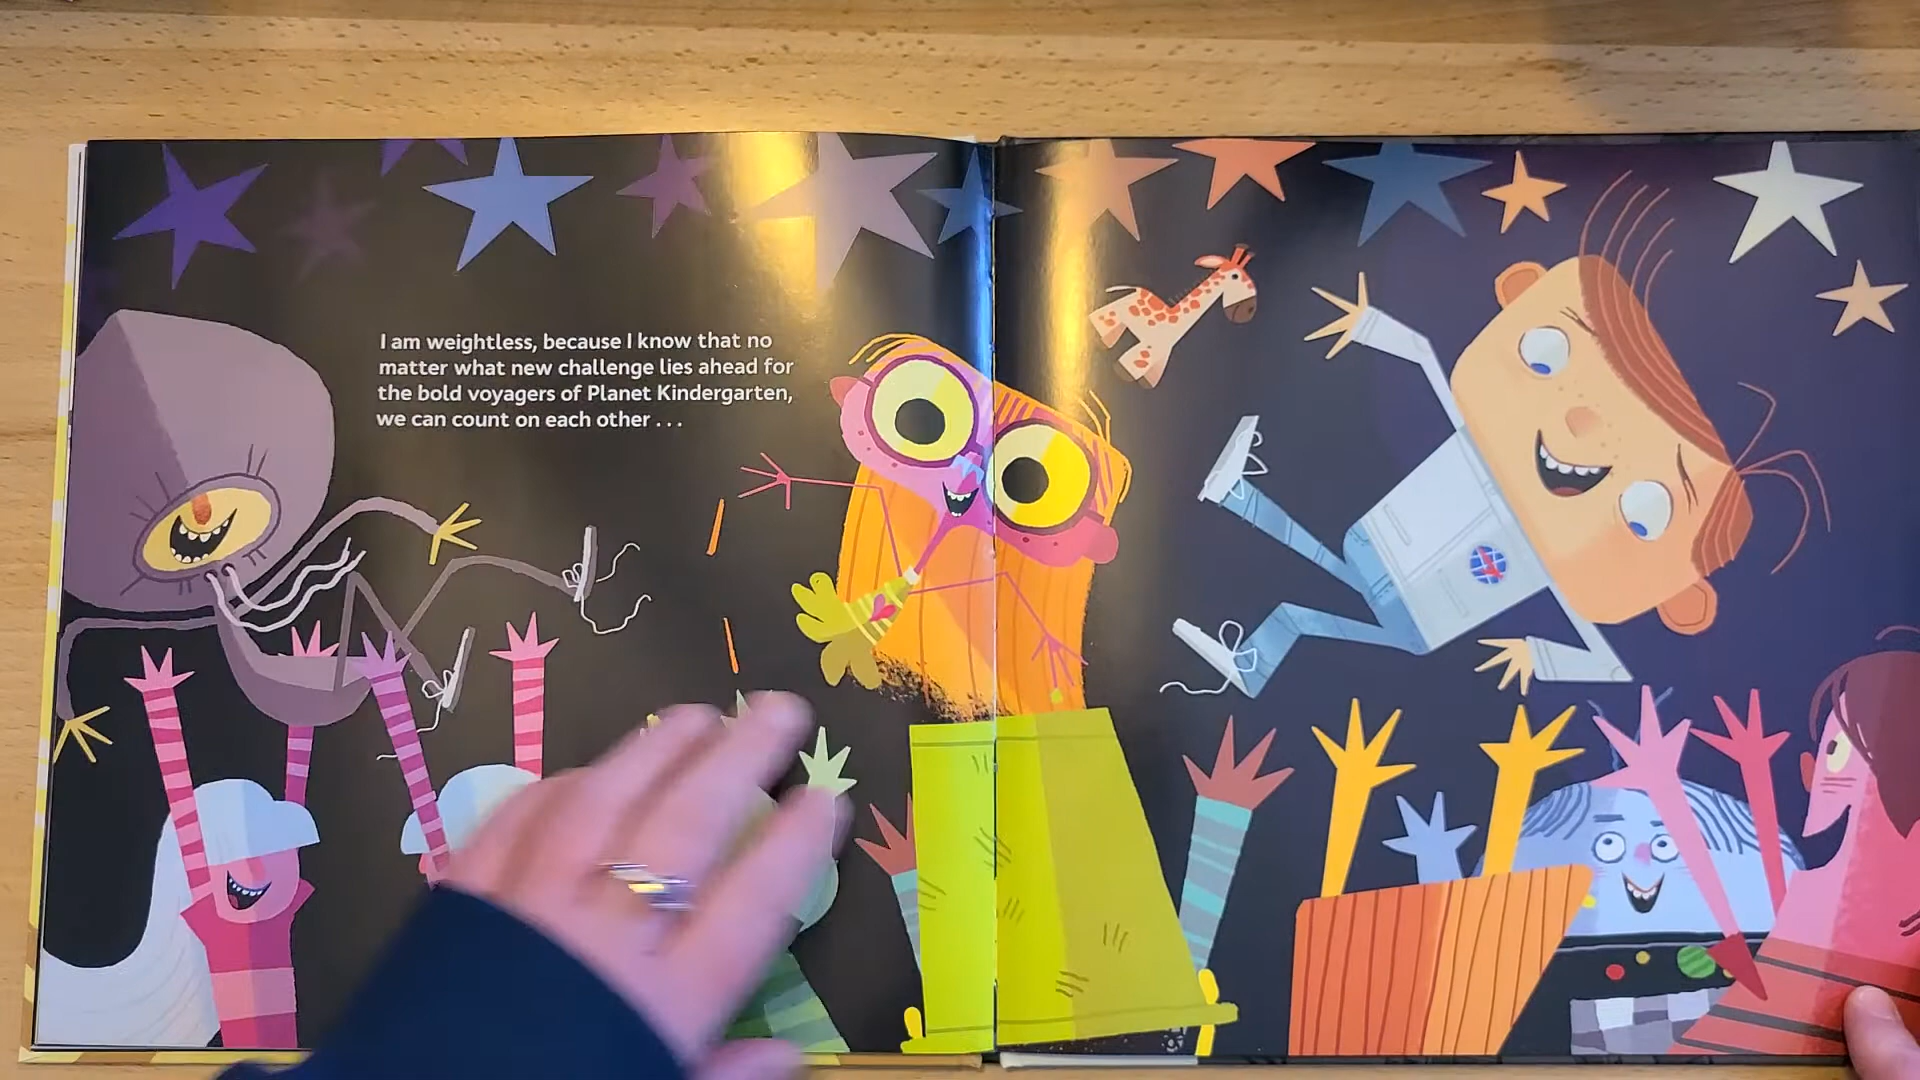 I am weightless, because I know that no
matter what new challenge lies ahead for
the bold voyagers of Planet Kindergarten,
we can count on each other . . .